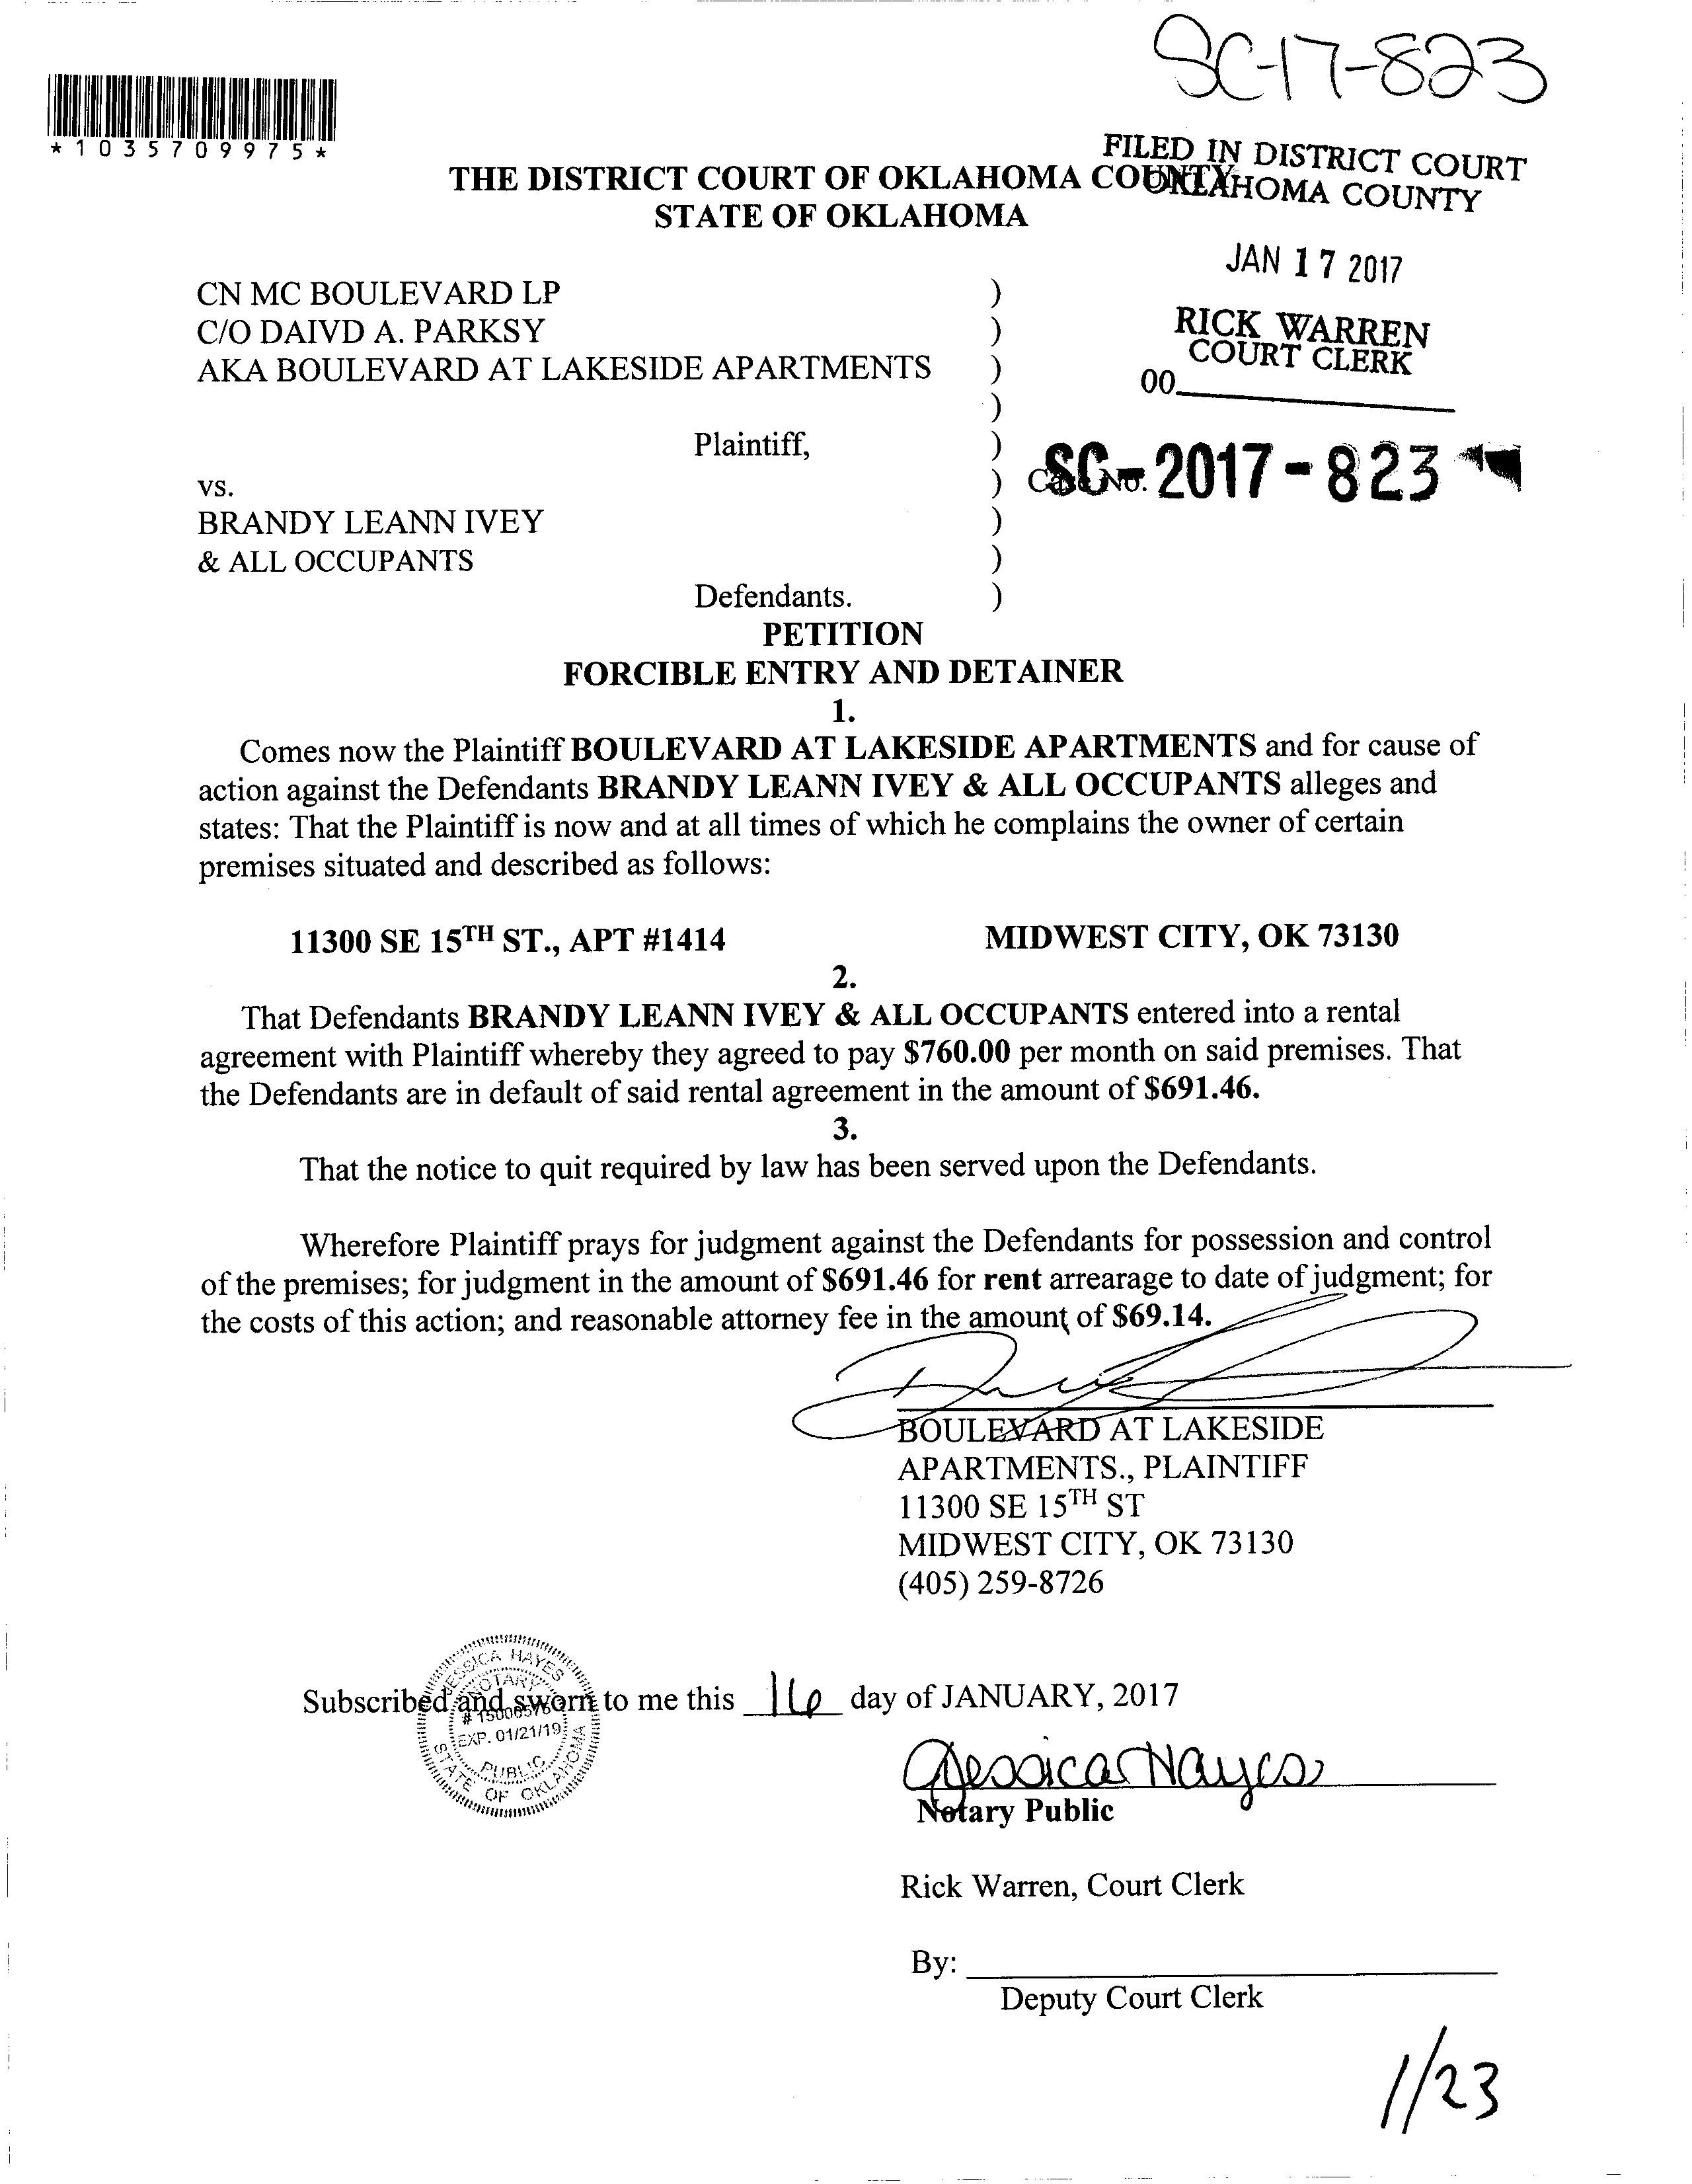 SC-17-823
*1035709975*
FILED IN DISTRICT COURT
OKLAHOMA COUNTY
THE DISTRICT COURT OF OKLAHOMA COUNTY
STATE OF OKLAHOMA
JAN 17 2017
RICK WARREN
COURT CLERK
00
CN MC BOULEVARD LP )
C/O DAIVD A. PARKSY )
AKA BOULEVARD AT LAKESIDE APARTMENTS )
)
Plaintiff, )
vs. ) Case No. SC-2017-823
BRANDY LEANN IVEY )
& ALL OCCUPANTS )
Defendants. )
PETITION
FORCIBLE ENTRY AND DETAINER
1.
Comes now the Plaintiff BOULEVARD AT LAKESIDE APARTMENTS and for cause of
action against the Defendants BRANDY LEANN IVEY & ALL OCCUPANTS alleges and
states: That the Plaintiff is now and at all times of which he complains the owner of certain
premises situated and described as follows:
11300 SE 15TH ST., APT #1414 MIDWEST CITY, OK 73130
2.
That Defendants BRANDY LEANN IVEY & ALL OCCUPANTS entered into a rental
agreement with Plaintiff whereby they agreed to pay $760.00 per month on said premises. That
the Defendants are in default of said rental agreement in the amount of $691.46.
3.
That the notice to quit required by law has been served upon the Defendants.
Wherefore Plaintiff prays for judgment against the Defendants for possession and control
of the premises; for judgment in the amount of $691.46 for rent arrearage to date of judgment; for
the costs of this action; and reasonable attorney fee in the amount of $69.14.
BOULEVARD AT LAKESIDE
APARTMENTS., PLAINTIFF
11300 SE 15TH ST
MIDWEST CITY, OK 73130
(405) 259-8726
JESSICA HAYES
NOTARY
EXP. 01/21/19
PUBLIC
STATE OF OKLAHOMA
Subscribed and sworn to me this 16 day of JANUARY, 2017
Jessica Hayes
Notary Public
Rick Warren, Court Clerk
By:
Deputy Court Clerk
1/23